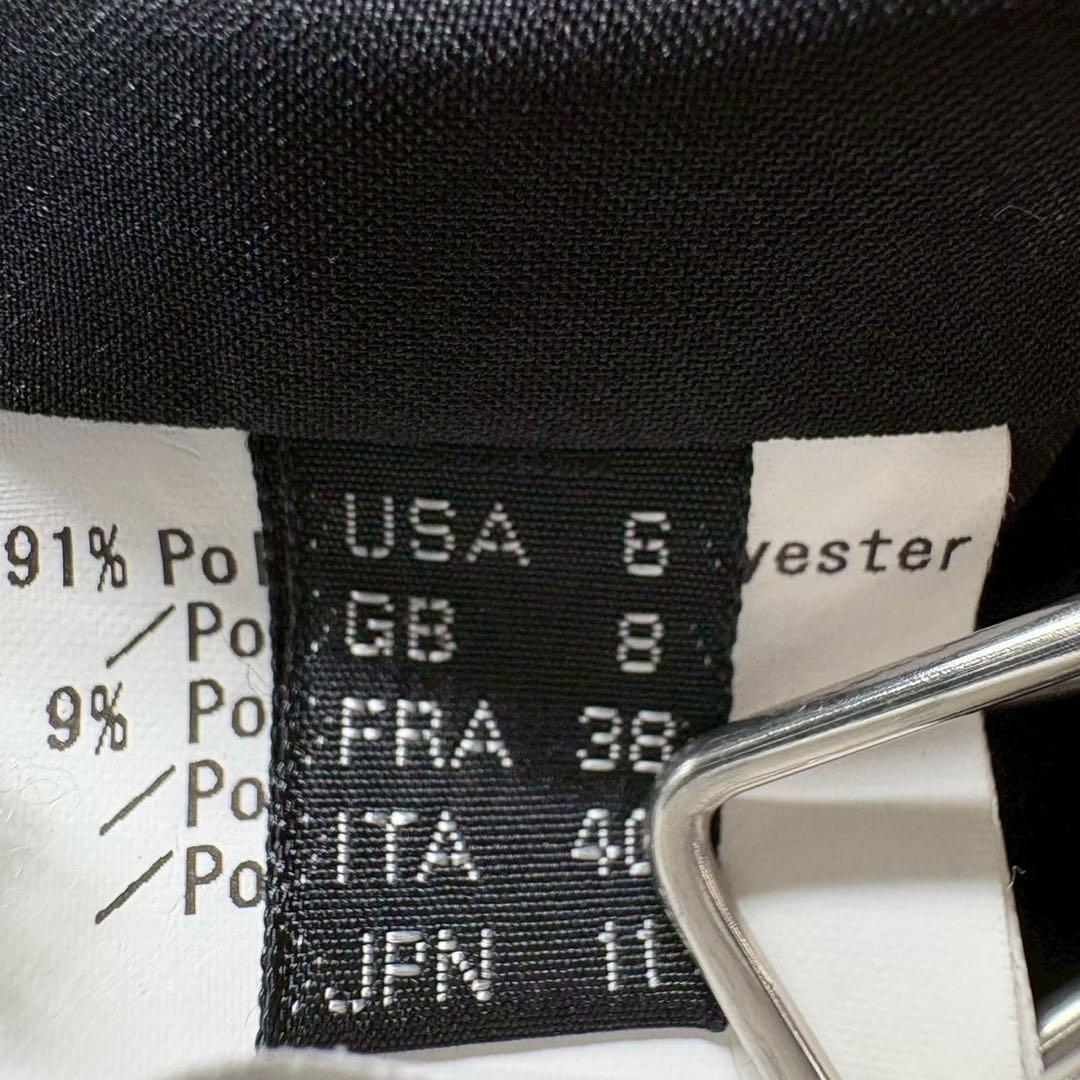 USA 6
GB 8
FRA 38
ITA 40
JPN 11
91% Po yester
/Po
9% Po
/Po
/Po